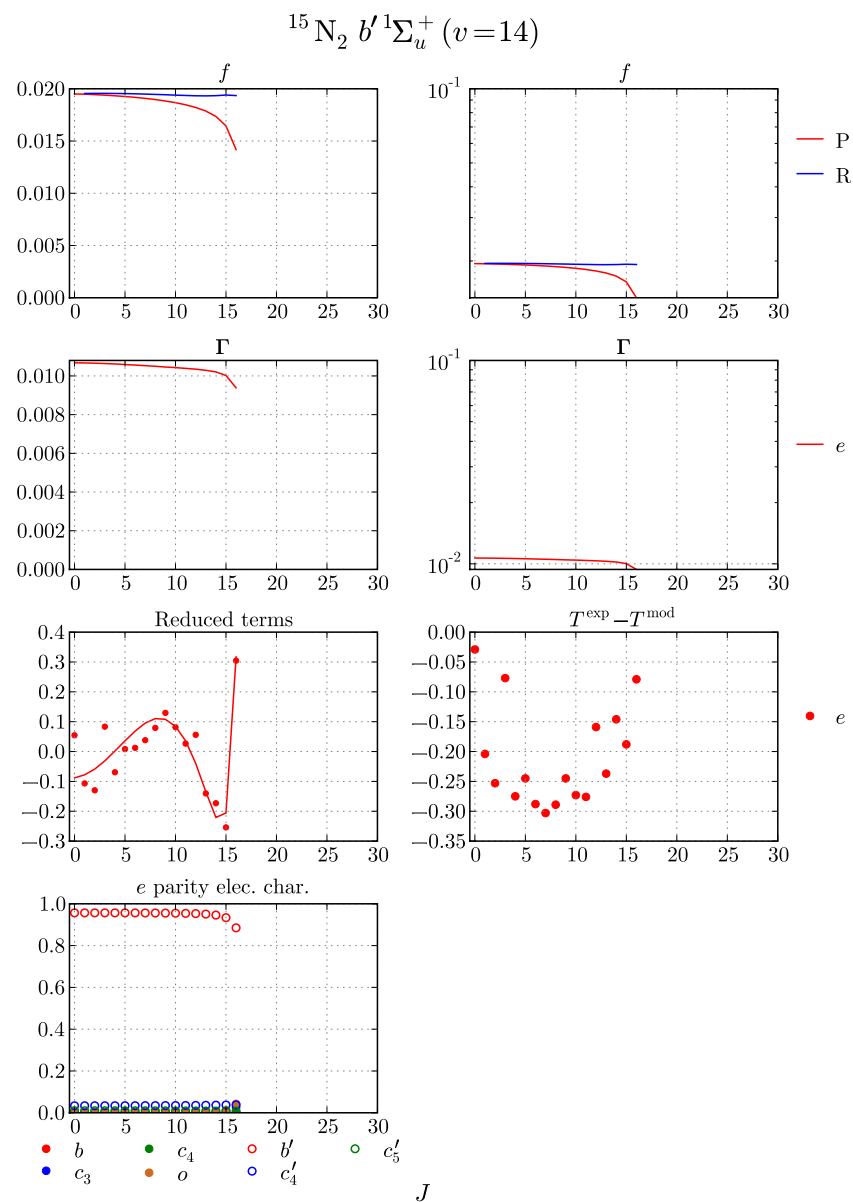 ¹⁵N₂ b′ ¹Σᵤ⁺ (v=14)
f
0.020
0.015
0.010
0.005
0.000
0 5 10 15 20 25 30
f
10⁻¹
0 5 10 15 20 25 30
P
R
Γ
0.010
0.008
0.006
0.004
0.002
0.000
0 5 10 15 20 25 30
Γ
10⁻¹
10⁻²
0 5 10 15 20 25 30
e
Reduced terms
0.4
0.3
0.2
0.1
0.0
−0.1
−0.2
−0.3
0 5 10 15 20 25 30
Tᵉˣᵖ−Tᵐᵒᵈ
0.00
−0.05
−0.10
−0.15
−0.20
−0.25
−0.30
−0.35
0 5 10 15 20 25 30
e
e parity elec. char.
1.0
0.8
0.6
0.4
0.2
0.0
0 5 10 15 20 25 30
b c₄ b′ c₅′
c₃ o c₄′
J